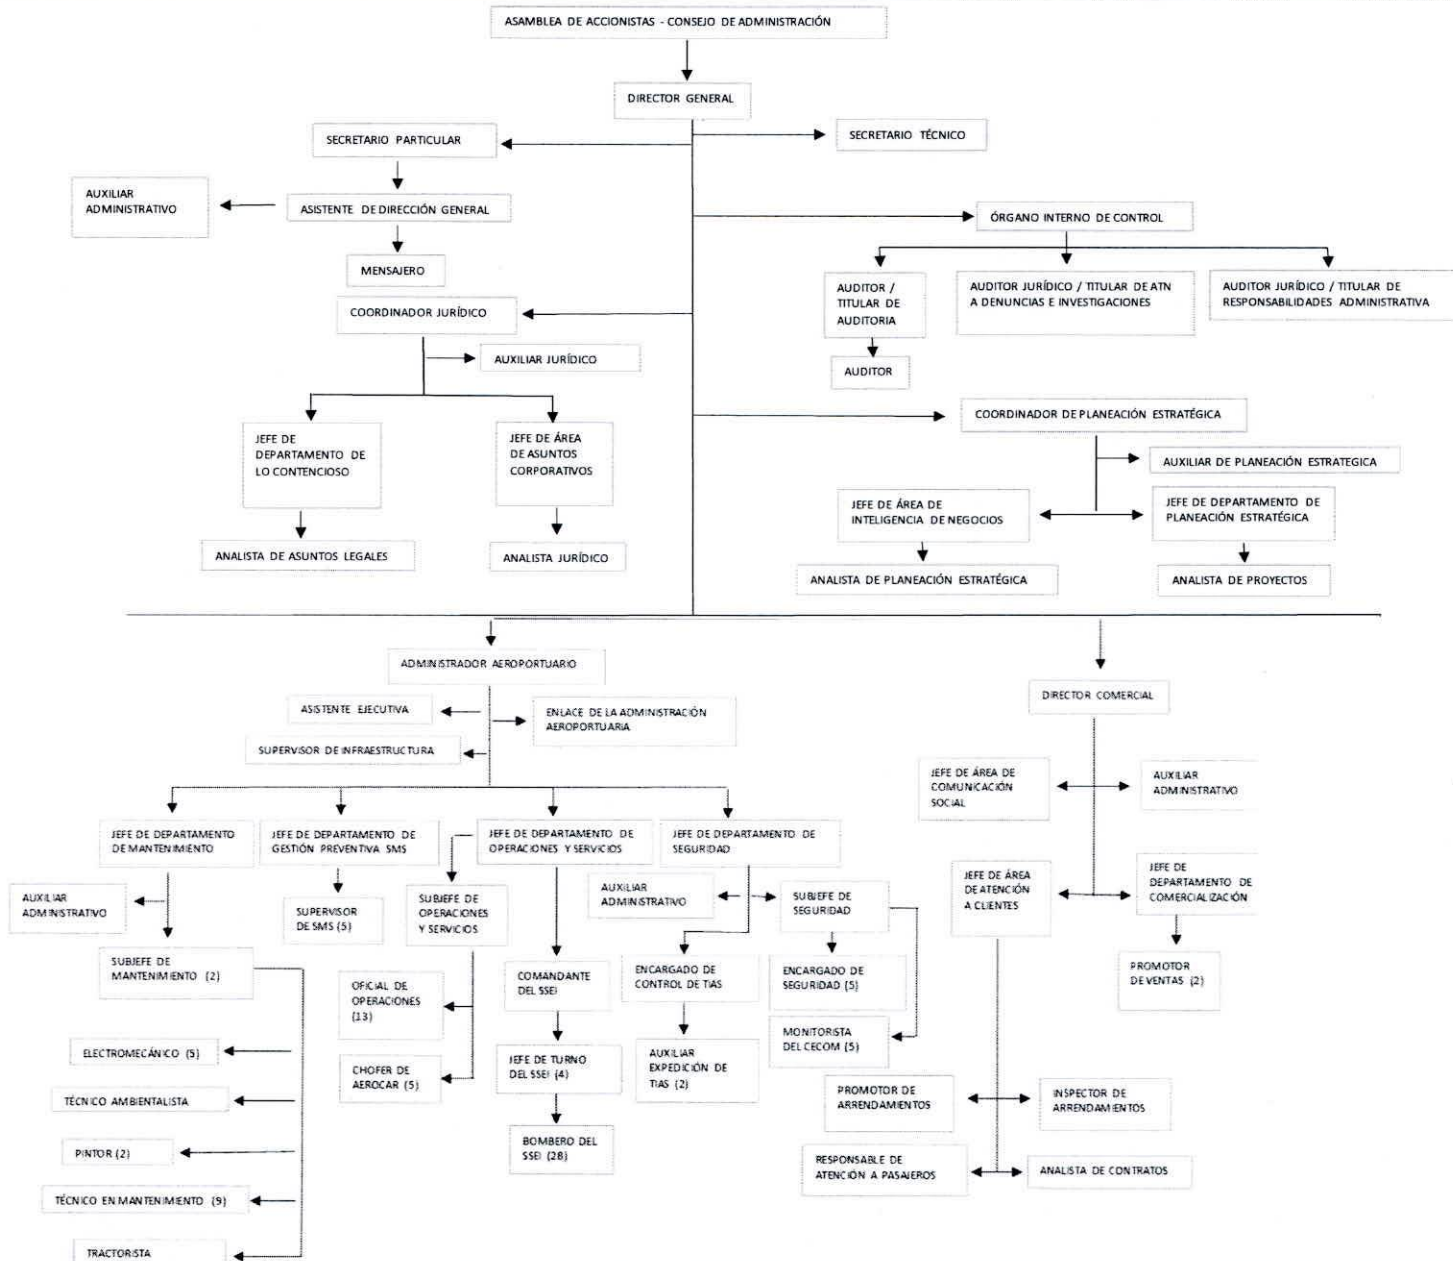 ASAMBLEA DE ACCIONISTAS - CONSEJO DE ADMINISTRACIÓN
DIRECTOR GENERAL
SECRETARIO PARTICULAR
SECRETARIO TÉCNICO
AUXILIAR
ADMINISTRATIVO
ASISTENTE DE DIRECCIÓN GENERAL
ÓRGANO INTERNO DE CONTROL
MENSAJERO
AUDITOR /
TITULAR DE
AUDITORIA
AUDITOR JURÍDICO / TITULAR DE ATN
A DENUNCIAS E INVESTIGACIONES
AUDITOR JURÍDICO / TITULAR DE
RESPONSABILIDADES ADMINISTRATIVA
COORDINADOR JURÍDICO
AUXILIAR JURÍDICO
AUDITOR
COORDINADOR DE PLANEACIÓN ESTRATÉGICA
JEFE DE
DEPARTAMENTO DE
LO CONTENCIOSO
JEFE DE ÁREA
DE ASUNTOS
CORPORATIVOS
AUXILIAR DE PLANEACIÓN ESTRATEGICA
JEFE DE ÁREA DE
INTELIGENCIA DE NEGOCIOS
JEFE DE DEPARTAMENTO DE
PLANEACIÓN ESTRATÉGICA
ANALISTA DE ASUNTOS LEGALES
ANALISTA JURÍDICO
ANALISTA DE PLANEACIÓN ESTRATÉGICA
ANALISTA DE PROYECTOS
ADMINISTRADOR AEROPORTUARIO
DIRECTOR COMERCIAL
ASISTENTE EJECUTIVA
ENLACE DE LA ADMINISTRACIÓN
AEROPORTUARIA
SUPERVISOR DE INFRAESTRUCTURA
JEFE DE ÁREA DE
COMUNICACIÓN
SOCIAL
AUXILIAR
ADMINISTRATIVO
JEFE DE DEPARTAMENTO
DE MANTENIMIENTO
JEFE DE DEPARTAMENTO DE
GESTIÓN PREVENTIVA SMS
JEFE DE DEPARTAMENTO DE
OPERACIONES Y SERVICIOS
JEFE DE DEPARTAMENTO DE
SEGURIDAD
JEFE DE ÁREA
DE ATENCIÓN
A CLIENTES
JEFE DE
DEPARTAMENTO DE
COMERCIALIZACIÓN
AUXILIAR
ADMINISTRATIVO
SUPERVISOR
DE SMS (5)
SUBJEFE DE
OPERACIONES
Y SERVICIOS
AUXILIAR
ADMINISTRATIVO
SUBJEFE DE
SEGURIDAD
SUBJEFE DE
MANTENIMIENTO (2)
OFICIAL DE
OPERACIONES
(13)
COMANDANTE
DEL SSEI
ENCARGADO DE
CONTROL DE TIAS
ENCARGADO DE
SEGURIDAD (5)
PROMOTOR
DE VENTAS (2)
MONITORISTA
DEL CECOM (5)
ELECTROMECÁNICO (5)
CHOFER DE
AEROCAR (5)
JEFE DE TURNO
DEL SSEI (4)
AUXILIAR
EXPEDICIÓN DE
TIAS (2)
TÉCNICO AMBIENTALISTA
PROMOTOR DE
ARRENDAMIENTOS
INSPECTOR DE
ARRENDAMIENTOS
PINTOR (2)
BOMBERO DEL
SSEI (28)
RESPONSABLE DE
ATENCIÓN A PASAJEROS
ANALISTA DE CONTRATOS
TÉCNICO EN MANTENIMIENTO (9)
TRACTORISTA